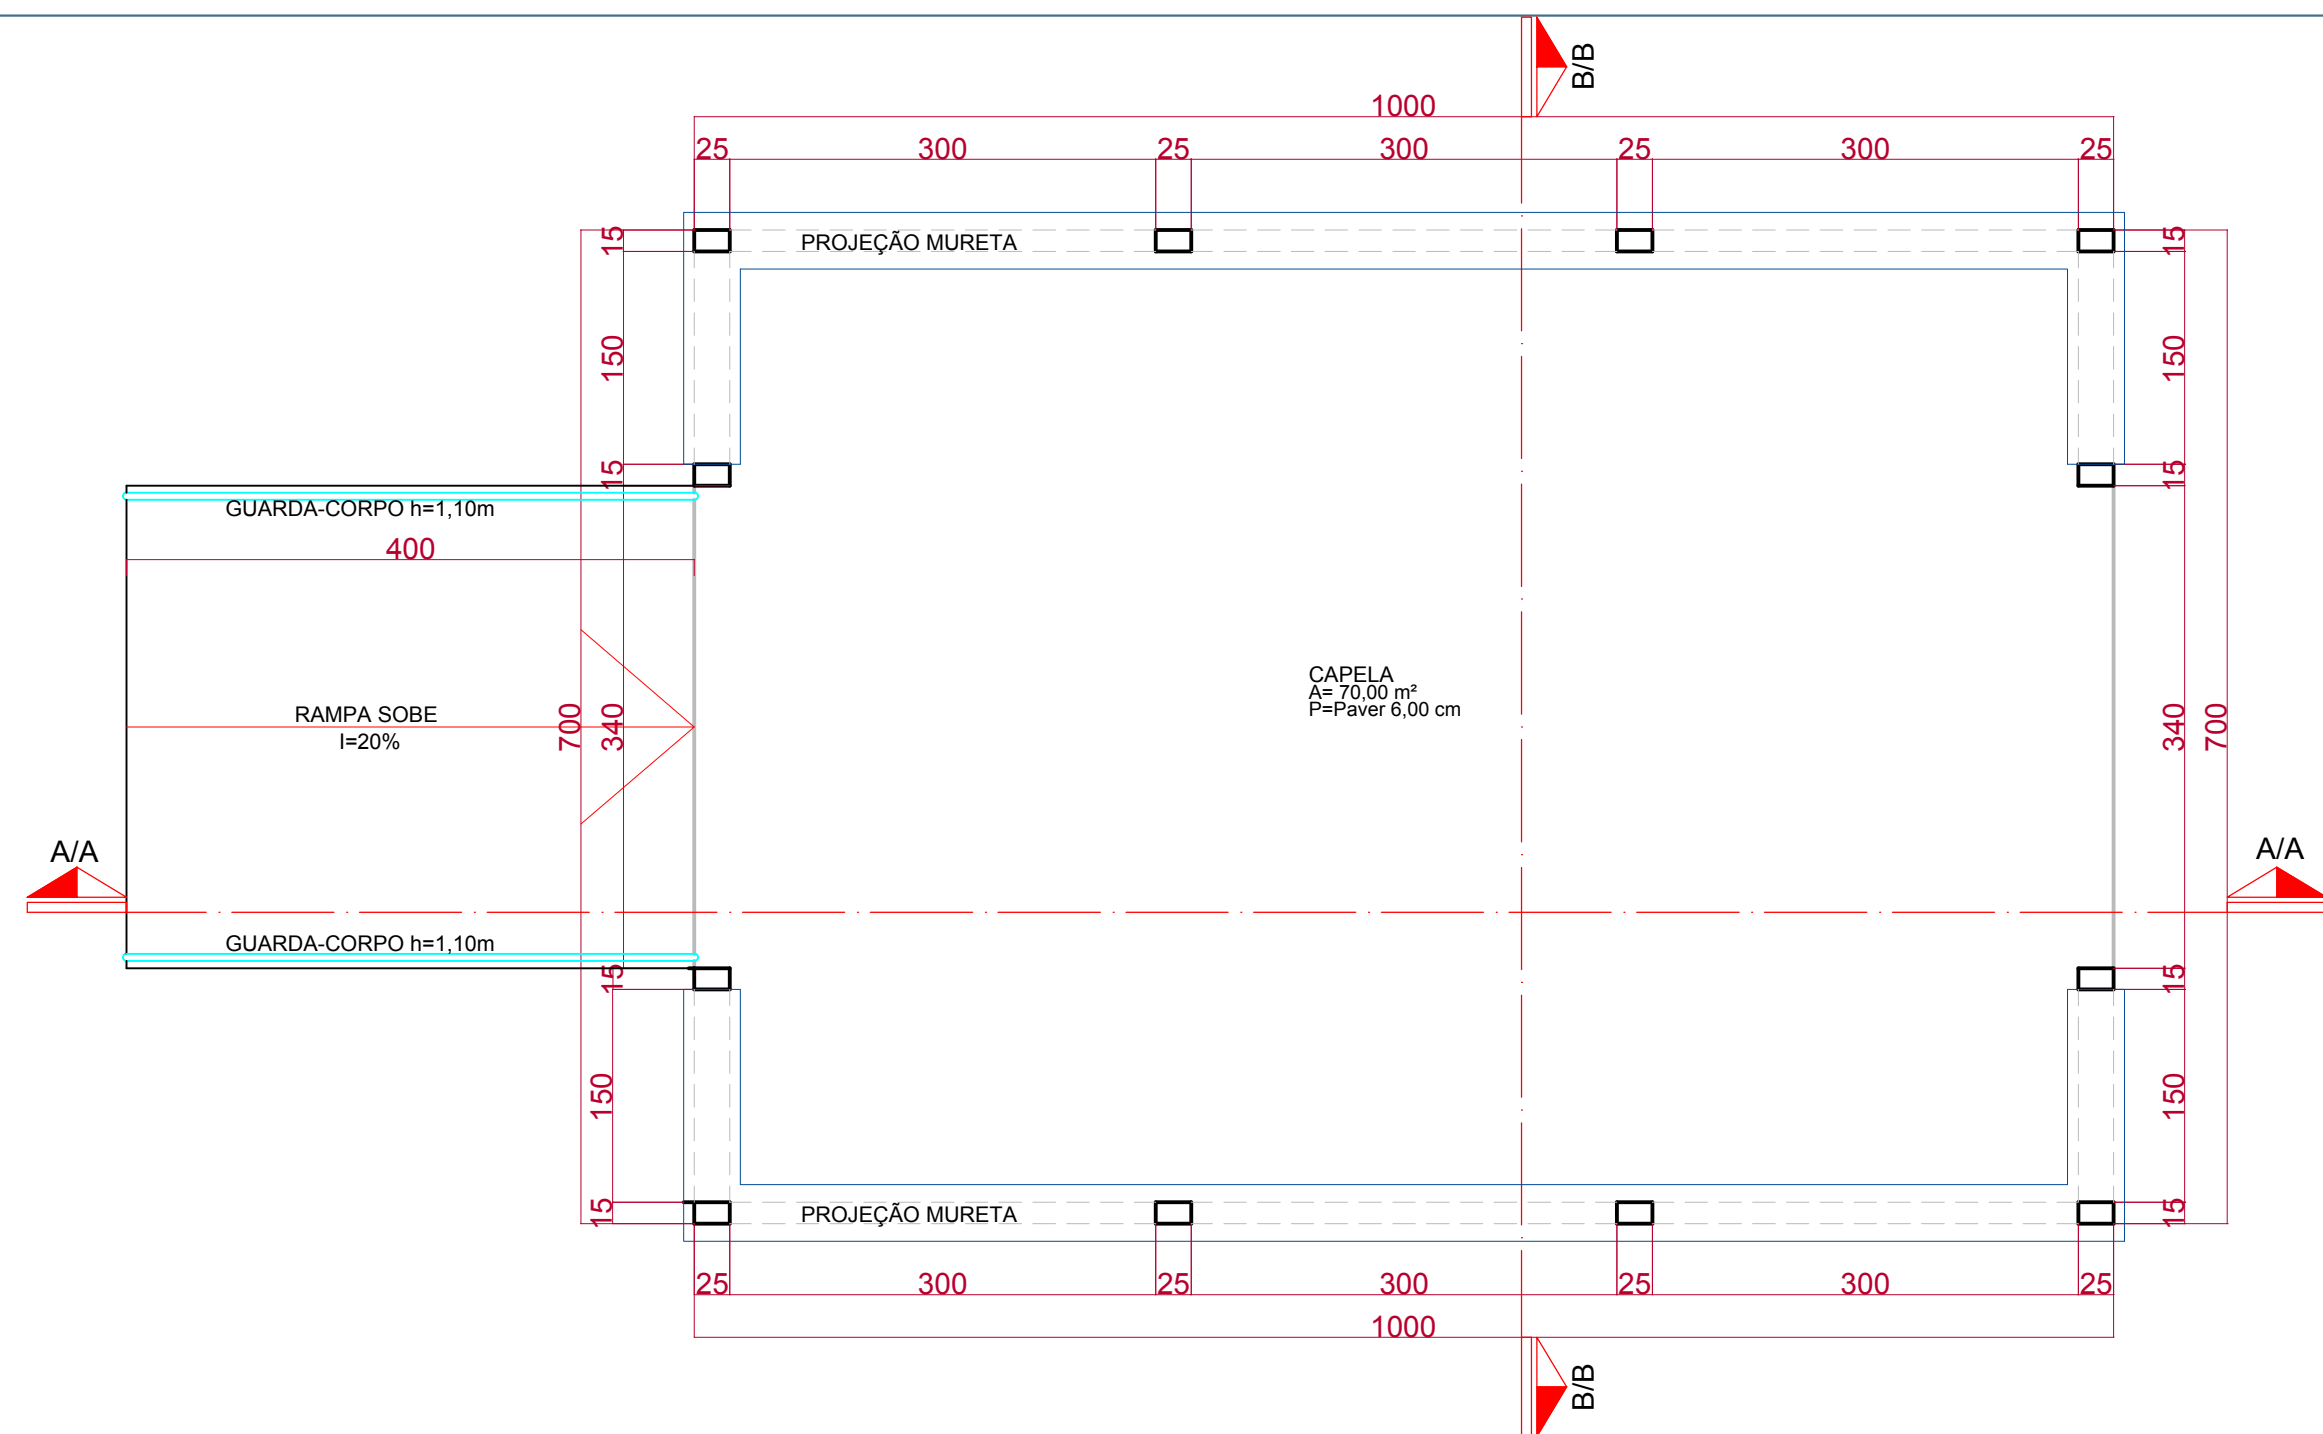 B/B
1000
25 300 25 300 25 300 25
PROJEÇÃO MURETA
15 15
150 150
15 15
GUARDA-CORPO h=1,10m
400
CAPELA
A= 70,00 m²
P=Paver 6,00 cm
RAMPA SOBE
I=20%
700 340 340 700
A/A A/A
GUARDA-CORPO h=1,10m
15 15
150 150
15 15
PROJEÇÃO MURETA
25 300 25 300 25 300 25
1000
B/B